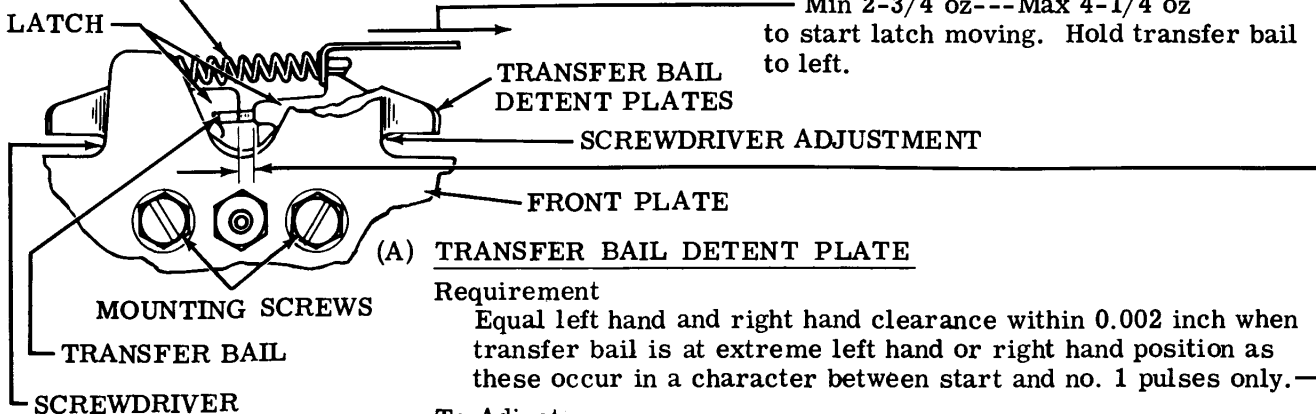 Min 2-3/4 oz---Max 4-1/4 oz
to start latch moving. Hold transfer bail
to left.
LATCH
TRANSFER BAIL
DETENT PLATES
SCREWDRIVER ADJUSTMENT
FRONT PLATE
MOUNTING SCREWS
TRANSFER BAIL
SCREWDRIVER
(A) TRANSFER BAIL DETENT PLATE
Requirement
Equal left hand and right hand clearance within 0.002 inch when
transfer bail is at extreme left hand or right hand position as
these occur in a character between start and no. 1 pulses only.